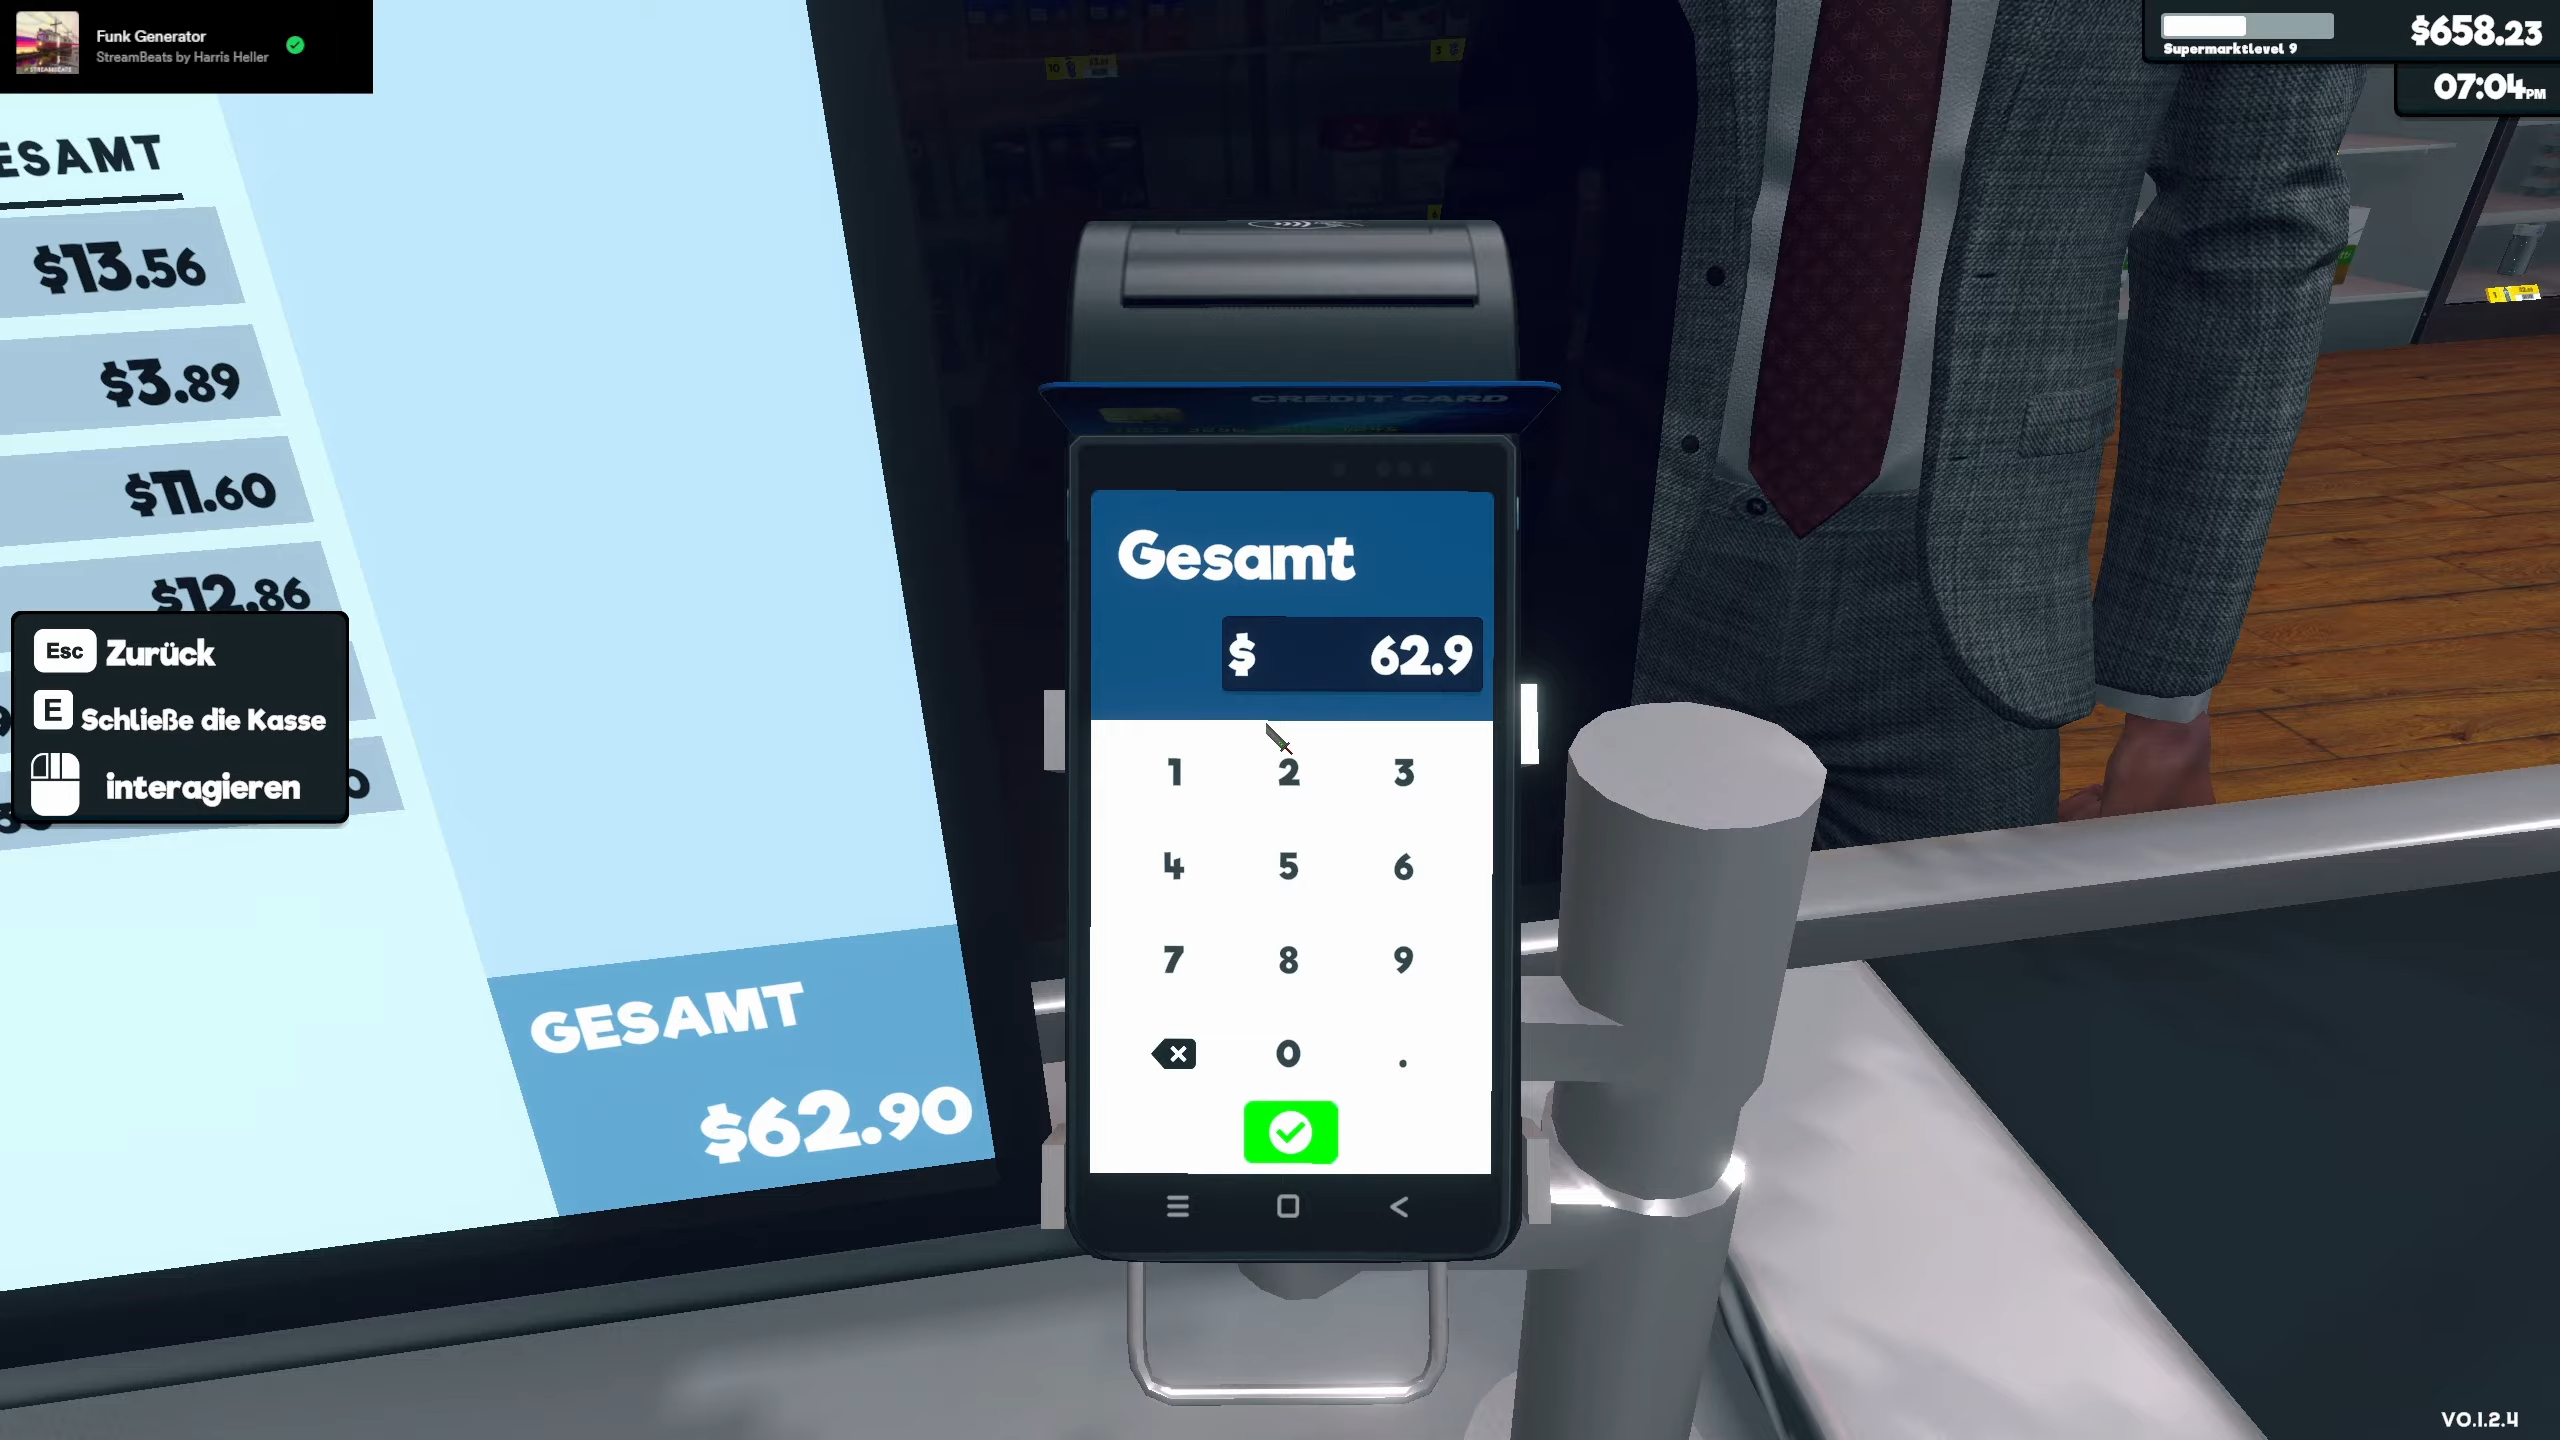 Funk Generator
StreamBeats by Harris Heller
Supermarktlevel 9
$658.23
07:04PM
ESAMT
$13.56
$3.89
$11.60
$12.86
Esc Zurück
E Schließe die Kasse
interagieren
GESAMT
$62.90
CREDIT CARD
Gesamt
$ 62.9
1 2 3
4 5 6
7 8 9
0 .
V0.1.2.4